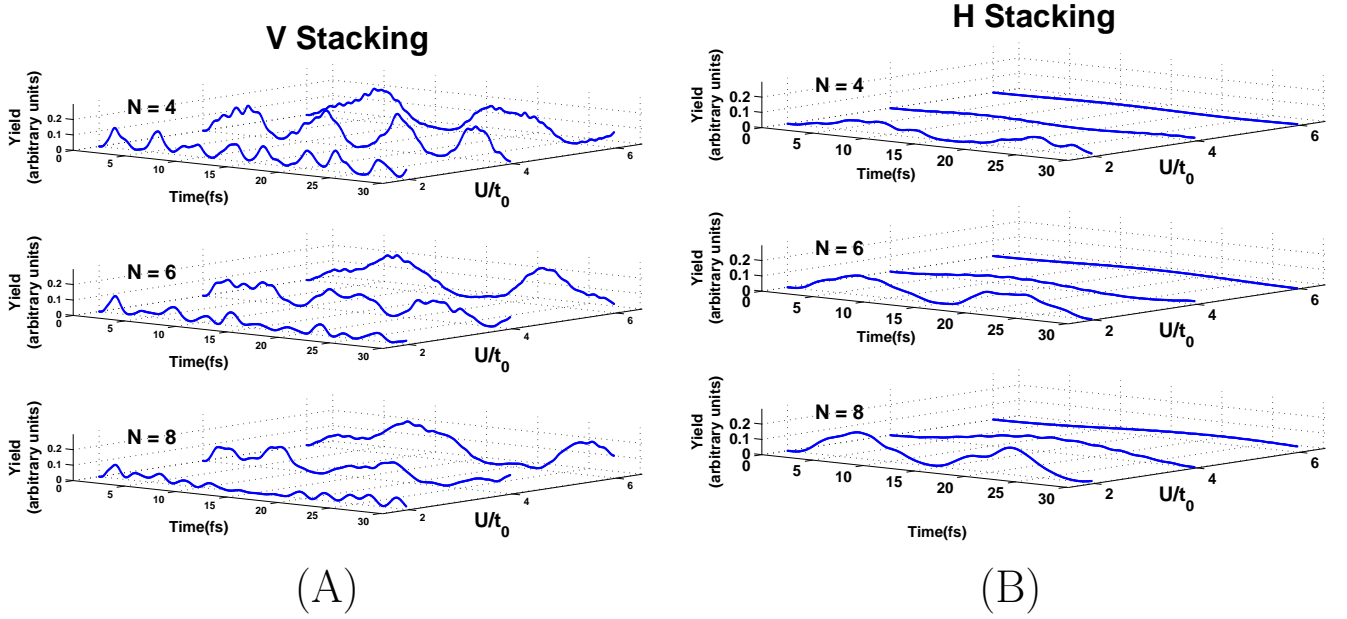 V Stacking
N = 4
Yield
(arbitrary units)
0.2
0.1
0
0
5
10
15
20
25
30
Time(fs)
2
4
6
U/t0
N = 6
Yield
(arbitrary units)
0.2
0.1
0
0
5
10
15
20
25
30
Time(fs)
2
4
6
U/t0
N = 8
Yield
(arbitrary units)
0.2
0.1
0
0
5
10
15
20
25
30
Time(fs)
2
4
6
U/t0
(A)
H Stacking
N = 4
Yield
(arbitrary units)
0.2
0.1
0
0
5
10
15
20
25
30
Time(fs)
2
4
6
U/t0
N = 6
Yield
(arbitrary units)
0.2
0.1
0
0
5
10
15
20
25
30
Time(fs)
2
4
6
U/t0
N = 8
Yield
(arbitrary units)
0.2
0.1
0
0
5
10
15
20
25
30
Time(fs)
2
4
6
U/t0
(B)